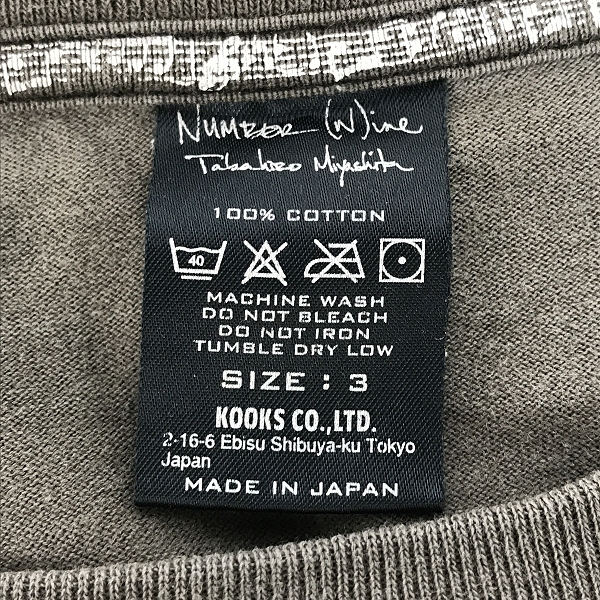 NUMBER (N)ine
Takahiro Miyashita
100% COTTON
40
MACHINE WASH
DO NOT BLEACH
DO NOT IRON
TUMBLE DRY LOW
SIZE : 3
KOOKS CO.,LTD.
2-16-6 Ebisu Shibuya-ku Tokyo
Japan
MADE IN JAPAN